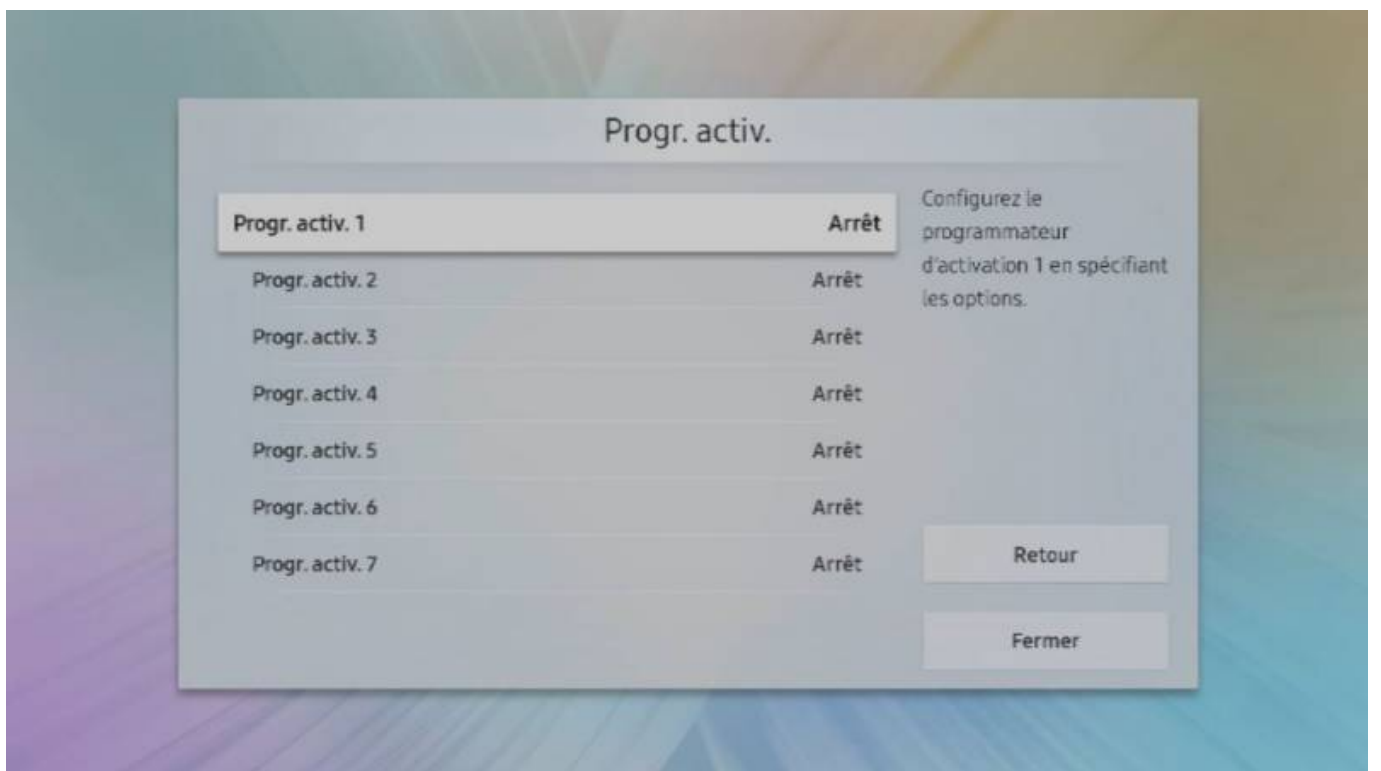 Progr. activ.
Progr. activ. 1 Arrêt
Progr. activ. 2 Arrêt
Progr. activ. 3 Arrêt
Progr. activ. 4 Arrêt
Progr. activ. 5 Arrêt
Progr. activ. 6 Arrêt
Progr. activ. 7 Arrêt
Configurez le
programmateur
d'activation 1 en spécifiant
les options.
Retour
Fermer